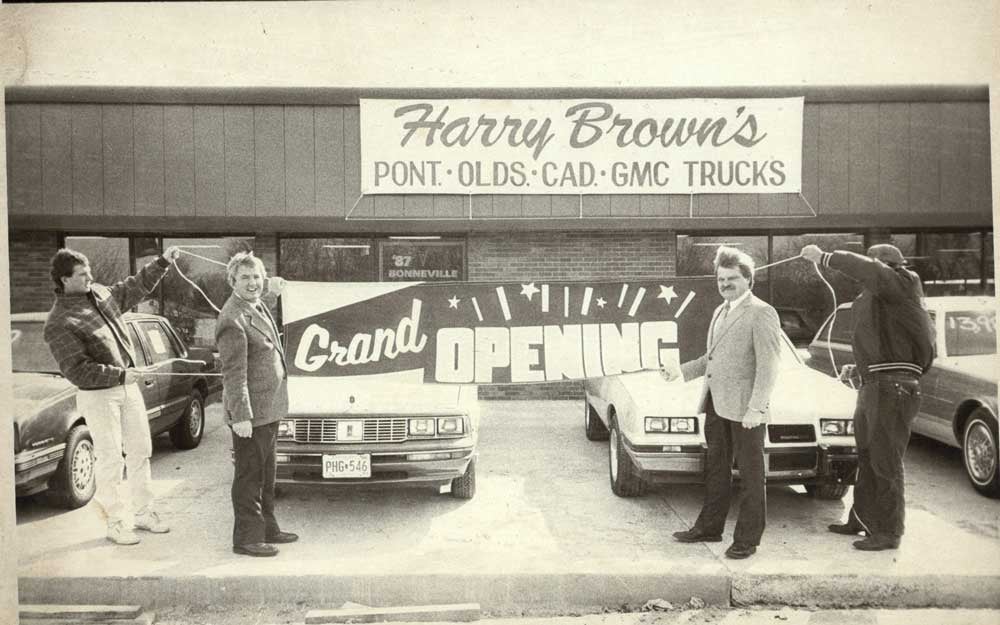 Harry Brown's
PONT. • OLDS. • CAD. • GMC TRUCKS
'87
BONNEVILLE
Grand OPENING
PHG•546